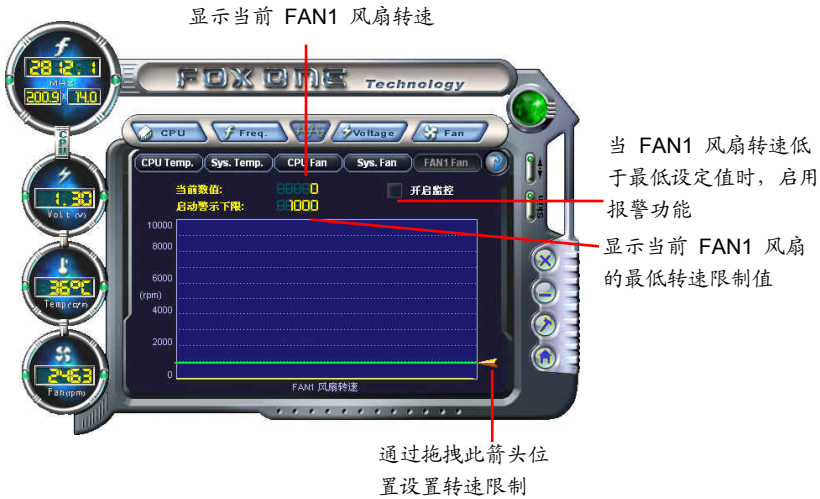 显示当前 FAN1 风扇转速
2812.1
MHz
200.9 x 14.0
CPU
FOX ONE Technology
CPU
Freq.
Voltage
Fan
CPU Temp.
Sys. Temp.
CPU Fan
Sys. Fan
FAN1 Fan
?
当前数值: 0
开启监控
启动警示下限: 1000
10000
8000
6000
(rpm)
4000
2000
0
FAN1 风扇转速
1.30
Volt (v)
36℃
Temp(℃/℉)
2463
Fan(rpm)
Skin
当 FAN1 风扇转速低
于最低设定值时，启用
报警功能
显示当前 FAN1 风扇
的最低转速限制值
通过拖拽此箭头位
置设置转速限制